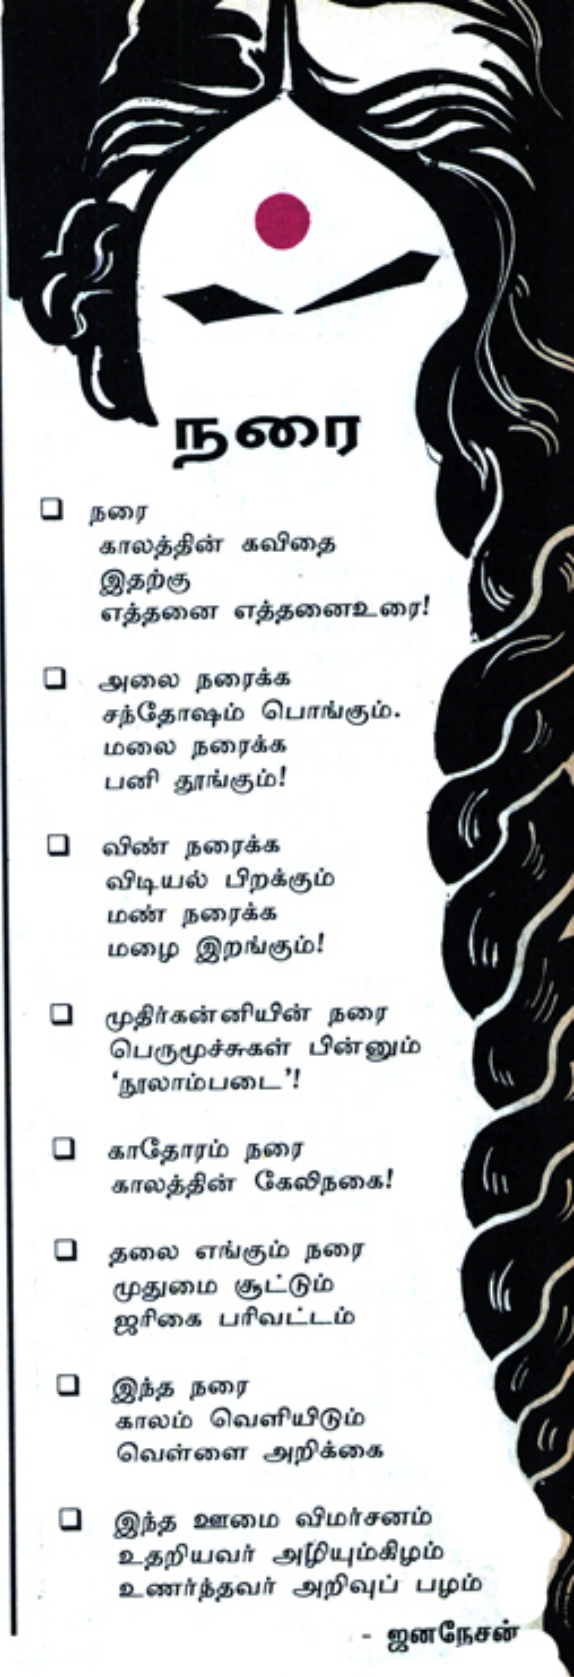 நரை
❑ நரை
காலத்தின் கவிதை
இதற்கு
எத்தனை எத்தனைஉரை!
❑ அலை நரைக்க
சந்தோஷம் பொங்கும்.
மலை நரைக்க
பனி தூங்கும்!
❑ விண் நரைக்க
விடியல் பிறக்கும்
மண் நரைக்க
மழை இறங்கும்!
❑ முதிர்கன்னியின் நரை
பெருமூச்சுகள் பின்னும்
‘நூலாம்படை’!
❑ காதோரம் நரை
காலத்தின் கேலிநகை!
❑ தலை எங்கும் நரை
முதுமை சூட்டும்
ஜரிகை பரிவட்டம்
❑ இந்த நரை
காலம் வெளியிடும்
வெள்ளை அறிக்கை
❑ இந்த ஊமை விமர்சனம்
உதறியவர் அழியும்கிழம்
உணர்ந்தவர் அறிவுப் பழம்
- ஜனநேசன்